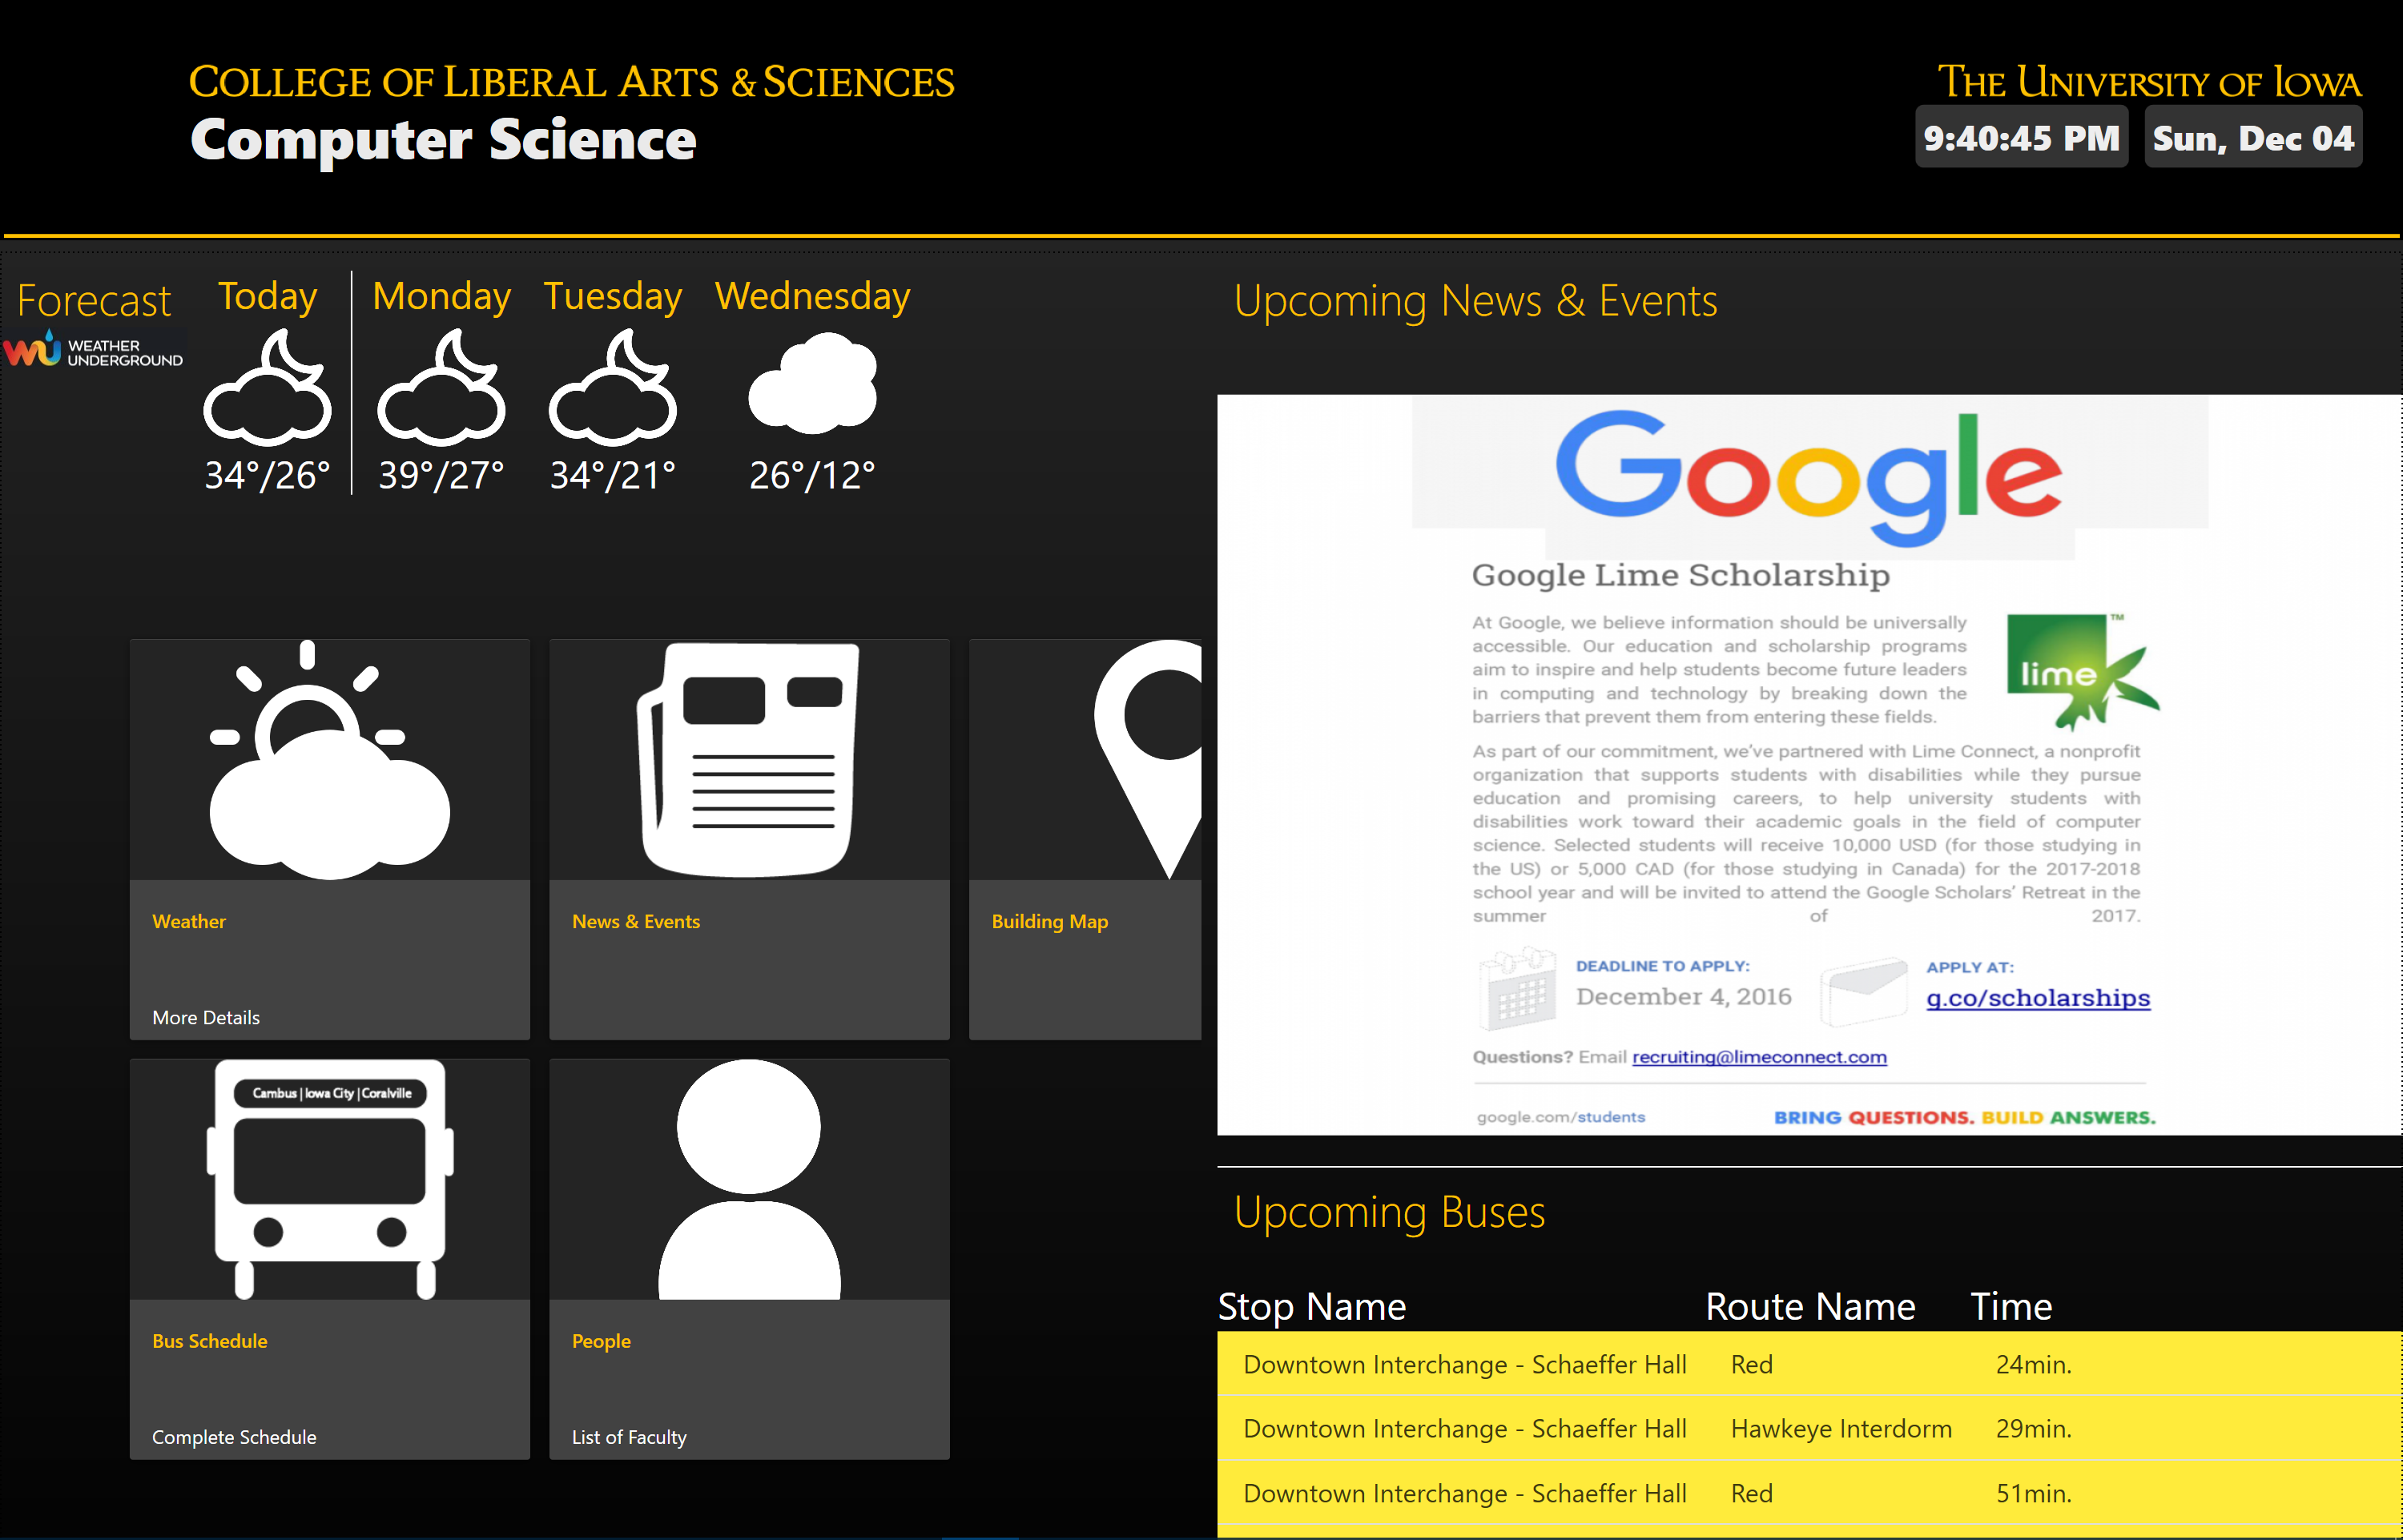 COLLEGE OF LIBERAL ARTS & SCIENCES
Computer Science
THE UNIVERSITY OF IOWA
9:40:45 PM Sun, Dec 04
Forecast
WU WEATHER
UNDERGROUND
Today Monday Tuesday Wednesday
34°/26° 39°/27° 34°/21° 26°/12°
Weather
More Details
News & Events
Building Map
Cambus | Iowa City | Coralville
Bus Schedule
Complete Schedule
People
List of Faculty
Upcoming News & Events
Google
Google Lime Scholarship
At Google, we believe information should be universally
accessible. Our education and scholarship programs
aim to inspire and help students become future leaders
in computing and technology by breaking down the
barriers that prevent them from entering these fields.
lime™
As part of our commitment, we've partnered with Lime Connect, a nonprofit
organization that supports students with disabilities while they pursue
education and promising careers, to help university students with
disabilities work toward their academic goals in the field of computer
science. Selected students will receive 10,000 USD (for those studying in
the US) or 5,000 CAD (for those studying in Canada) for the 2017-2018
school year and will be invited to attend the Google Scholars' Retreat in the
summer of 2017.
DEADLINE TO APPLY:
December 4, 2016
APPLY AT:
g.co/scholarships
Questions? Email recruiting@limeconnect.com
google.com/students
BRING QUESTIONS. BUILD ANSWERS.
Upcoming Buses
Stop Name Route Name Time
Downtown Interchange - Schaeffer Hall Red 24min.
Downtown Interchange - Schaeffer Hall Hawkeye Interdorm 29min.
Downtown Interchange - Schaeffer Hall Red 51min.